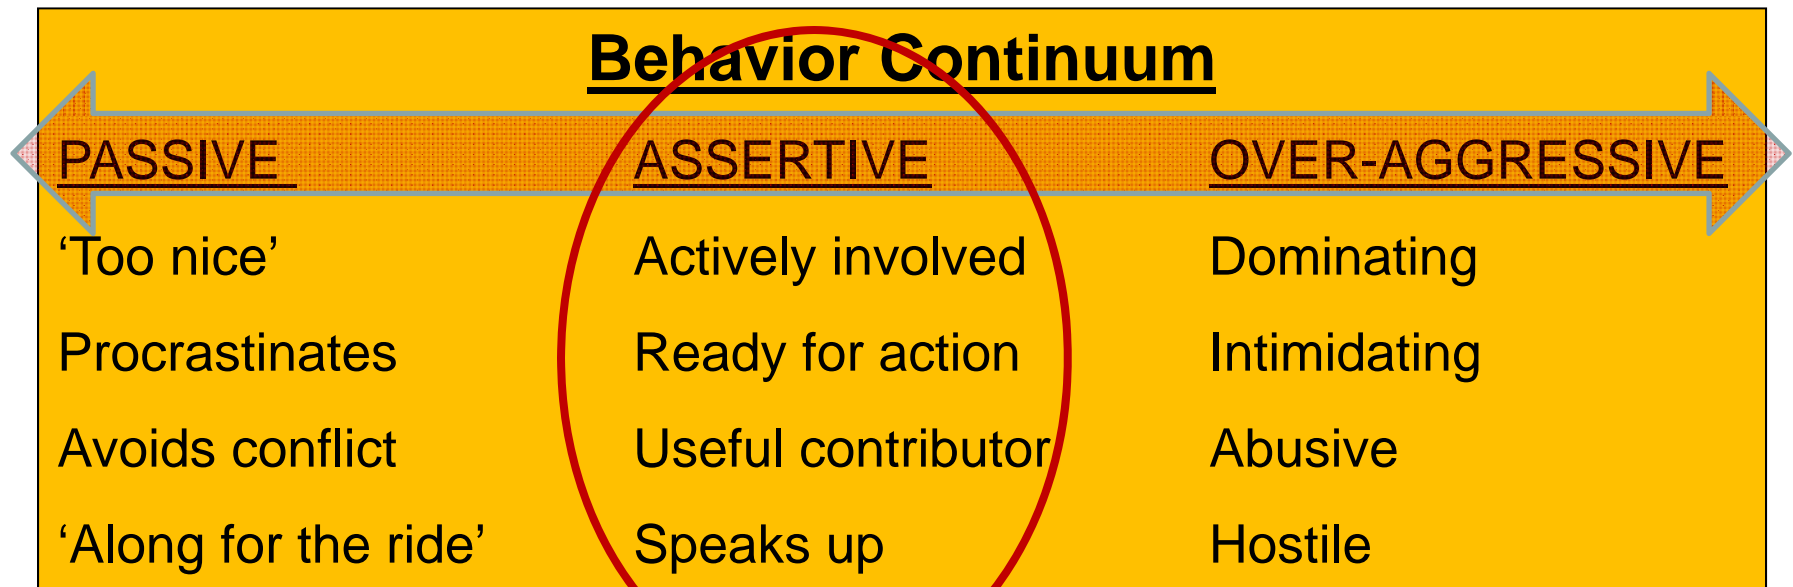 Behavior Continuum
PASSIVE ASSERTIVE OVER-AGGRESSIVE
‘Too nice’ Actively involved Dominating
Procrastinates Ready for action Intimidating
Avoids conflict Useful contributor Abusive
‘Along for the ride’ Speaks up Hostile